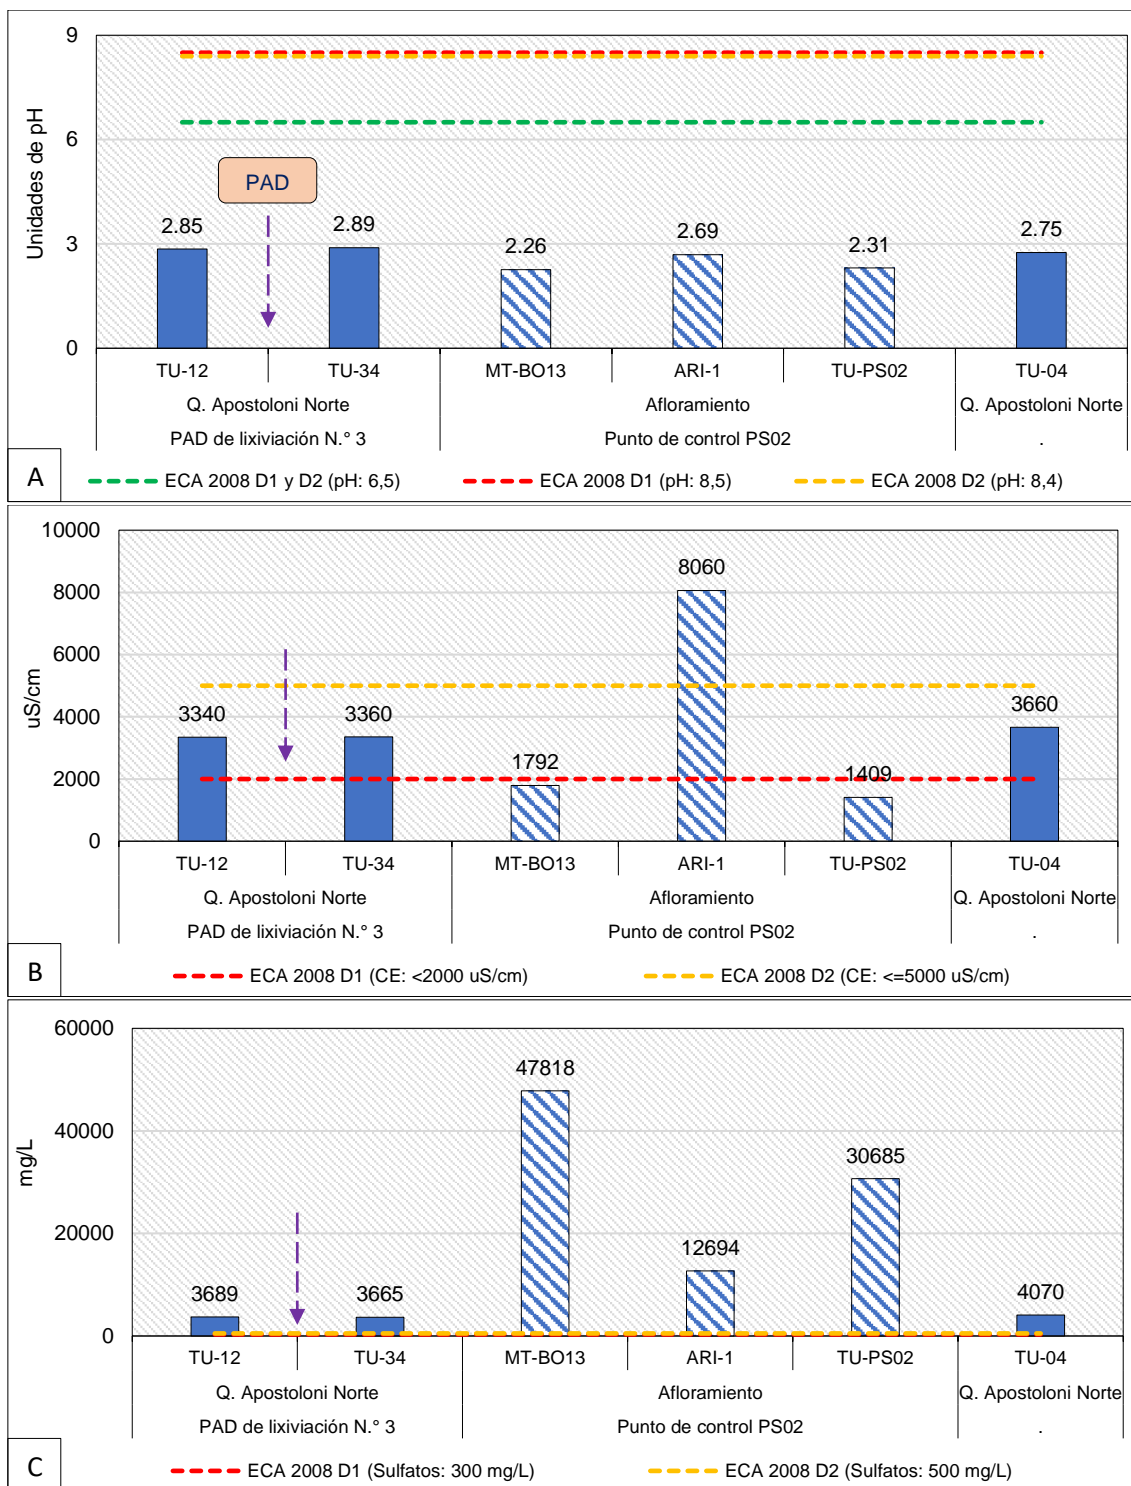 9
6
3
0
Unidades de pH
PAD
2.85
2.89
2.26
2.69
2.31
2.75
TU-12 TU-34 MT-BO13 ARI-1 TU-PS02 TU-04
Q. Apostoloni Norte Afloramiento Q. Apostoloni Norte
PAD de lixiviación N.° 3 Punto de control PS02 .
A
ECA 2008 D1 y D2 (pH: 6,5) ECA 2008 D1 (pH: 8,5) ECA 2008 D2 (pH: 8,4)
10000
8000
6000
4000
2000
0
uS/cm
3340
3360
1792
8060
1409
3660
TU-12 TU-34 MT-BO13 ARI-1 TU-PS02 TU-04
Q. Apostoloni Norte Afloramiento Q. Apostoloni Norte
PAD de lixiviación N.° 3 Punto de control PS02 .
B
ECA 2008 D1 (CE: <2000 uS/cm) ECA 2008 D2 (CE: <=5000 uS/cm)
60000
40000
20000
0
mg/L
3689
3665
47818
12694
30685
4070
TU-12 TU-34 MT-BO13 ARI-1 TU-PS02 TU-04
Q. Apostoloni Norte Afloramiento Q. Apostoloni Norte
PAD de lixiviación N.° 3 Punto de control PS02 .
C
ECA 2008 D1 (Sulfatos: 300 mg/L) ECA 2008 D2 (Sulfatos: 500 mg/L)